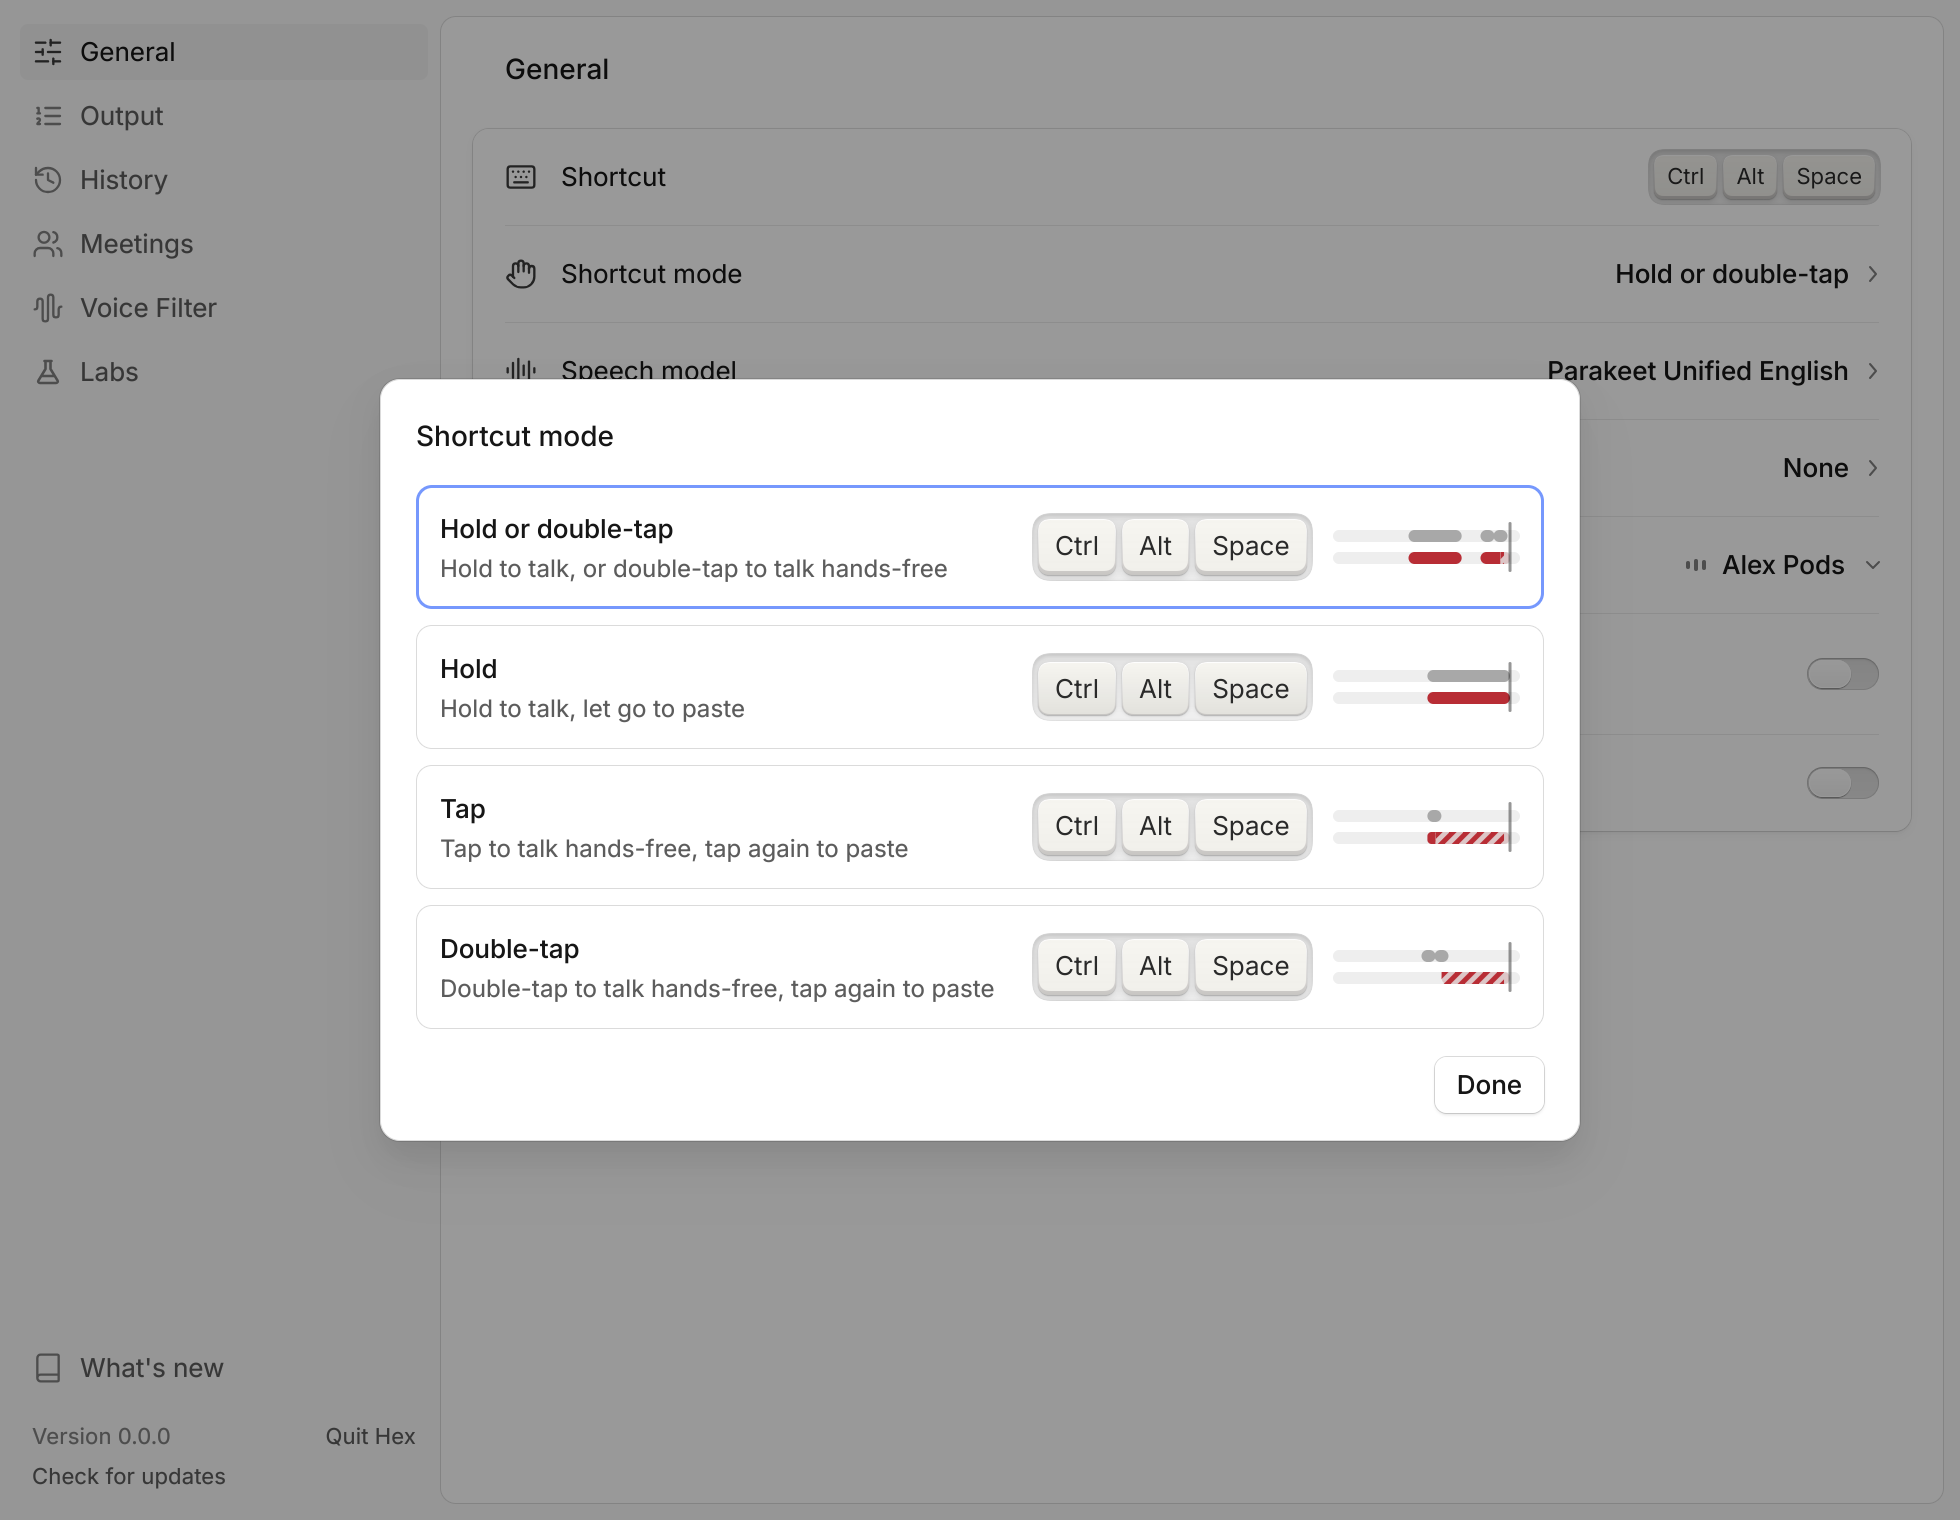 General
Output
History
Meetings
Voice Filter
Labs
What's new
Version 0.0.0
Quit Hex
Check for updates
General
Shortcut
Ctrl Alt Space
Shortcut mode
Hold or double-tap
Speech model
Parakeet Unified English
None
Alex Pods
Shortcut mode
Hold or double-tap
Hold to talk, or double-tap to talk hands-free
Ctrl Alt Space
Hold
Hold to talk, let go to paste
Ctrl Alt Space
Tap
Tap to talk hands-free, tap again to paste
Ctrl Alt Space
Double-tap
Double-tap to talk hands-free, tap again to paste
Ctrl Alt Space
Done